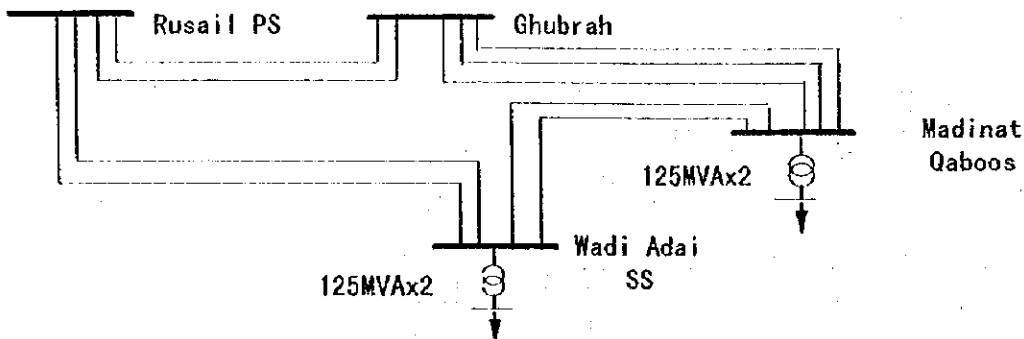 Rusail PS
Ghubrah
Madinat
Qaboos
125MVAx2
Wadi Adai
SS
125MVAx2